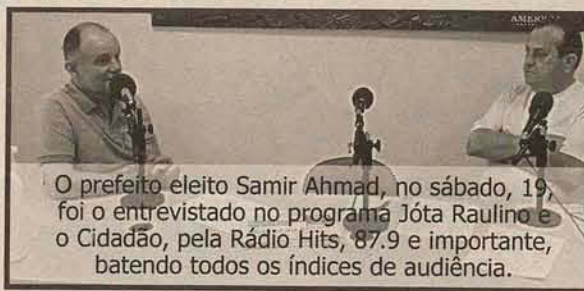 AMERICA
O prefeito eleito Samir Ahmad, no sábado, 19,
foi o entrevistado no programa Jóta Raulino e
o Cidadão, pela Rádio Hits, 87.9 e importante,
batendo todos os índices de audiência.